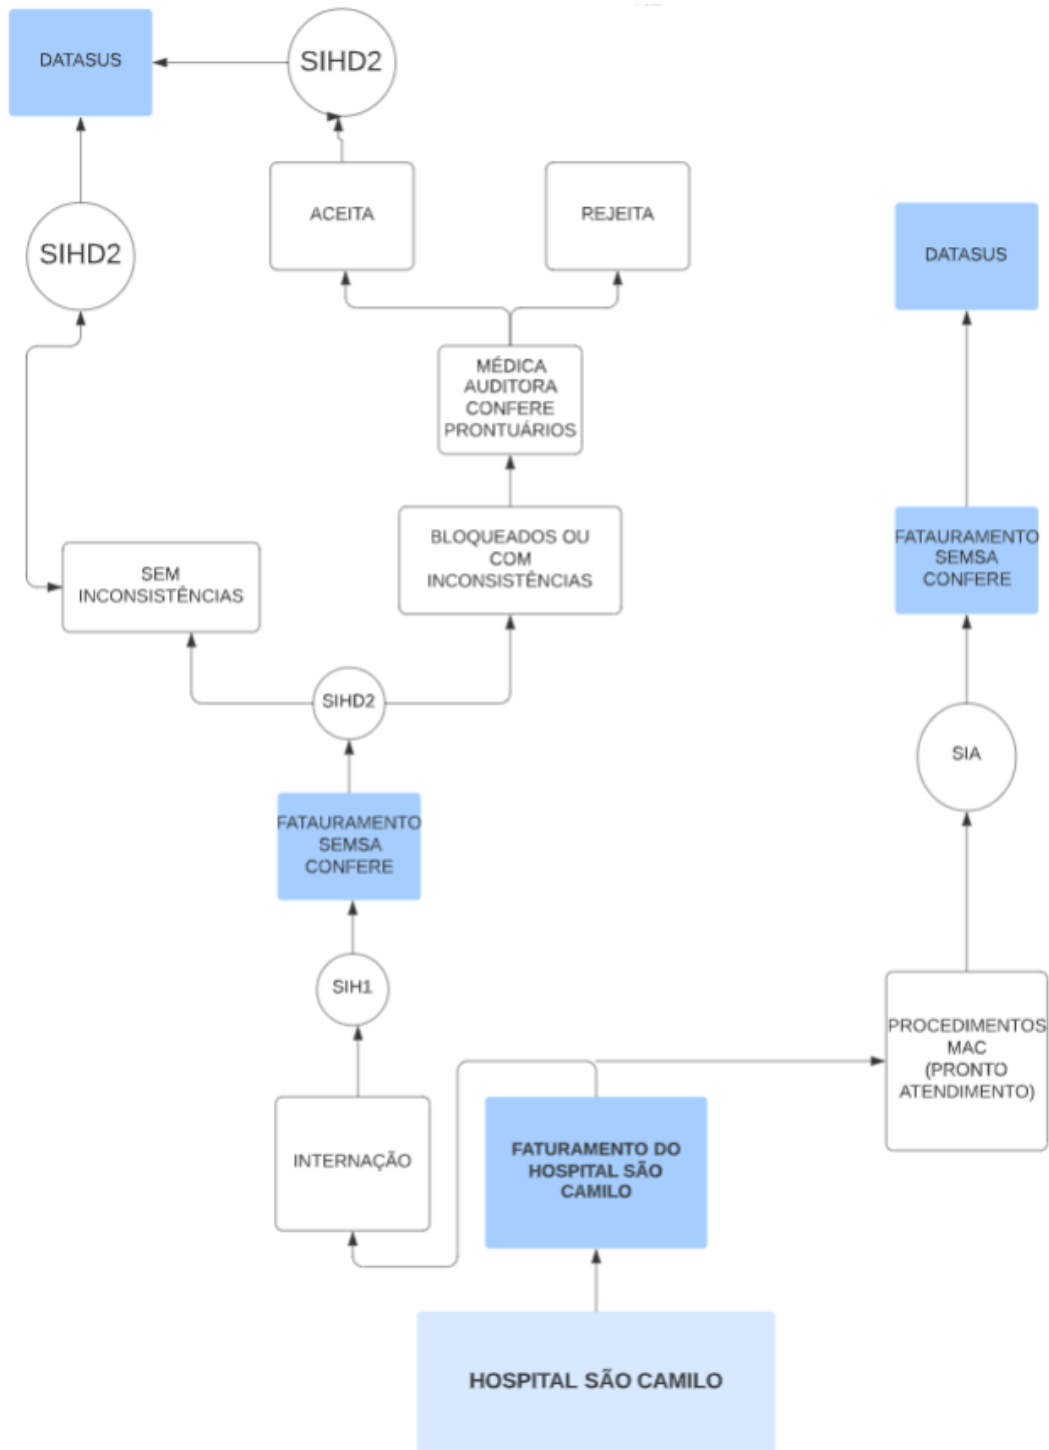 DATASUS
SIHD2
SIHD2
ACEITA
REJEITA
DATASUS
MÉDICA
AUDITORA
CONFERE
PRONTUÁRIOS
BLOQUEADOS OU
COM
INCONSISTÊNCIAS
SEM
INCONSISTÊNCIAS
FATAURAMENTO
SEMSA
CONFERE
SIHD2
SIA
FATAURAMENTO
SEMSA
CONFERE
SIH1
PROCEDIMENTOS
MAC
(PRONTO
ATENDIMENTO)
INTERNAÇÃO
FATURAMENTO DO
HOSPITAL SÃO
CAMILO
HOSPITAL SÃO CAMILO